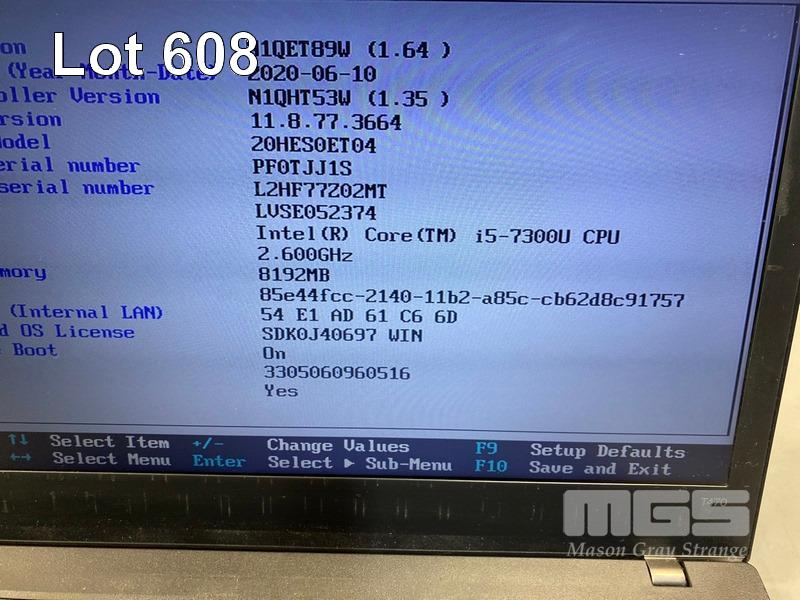 Lot 608
on N1QET89W (1.64 )
(Year-Month-Date) 2020-06-10
oller Version N1QHT53W (1.35 )
rsion 11.8.77.3664
Model 20HES0ET04
erial number PF0TJJ1S
serial number L2HF77Z02MT
LVSE052374
Intel(R) Core(TM) i5-7300U CPU
2.600GHz
mory 8192MB
85e44fcc-2140-11b2-a85c-cb62d8c91757
(Internal LAN) 54 E1 AD 61 C6 6D
d OS License SDK0J40697 WIN
Boot On
3305060960516
Yes
↑↓ Select Item +/- Change Values F9 Setup Defaults
←→ Select Menu Enter Select ▶ Sub-Menu F10 Save and Exit
T470
MGS
Mason Gray Strange